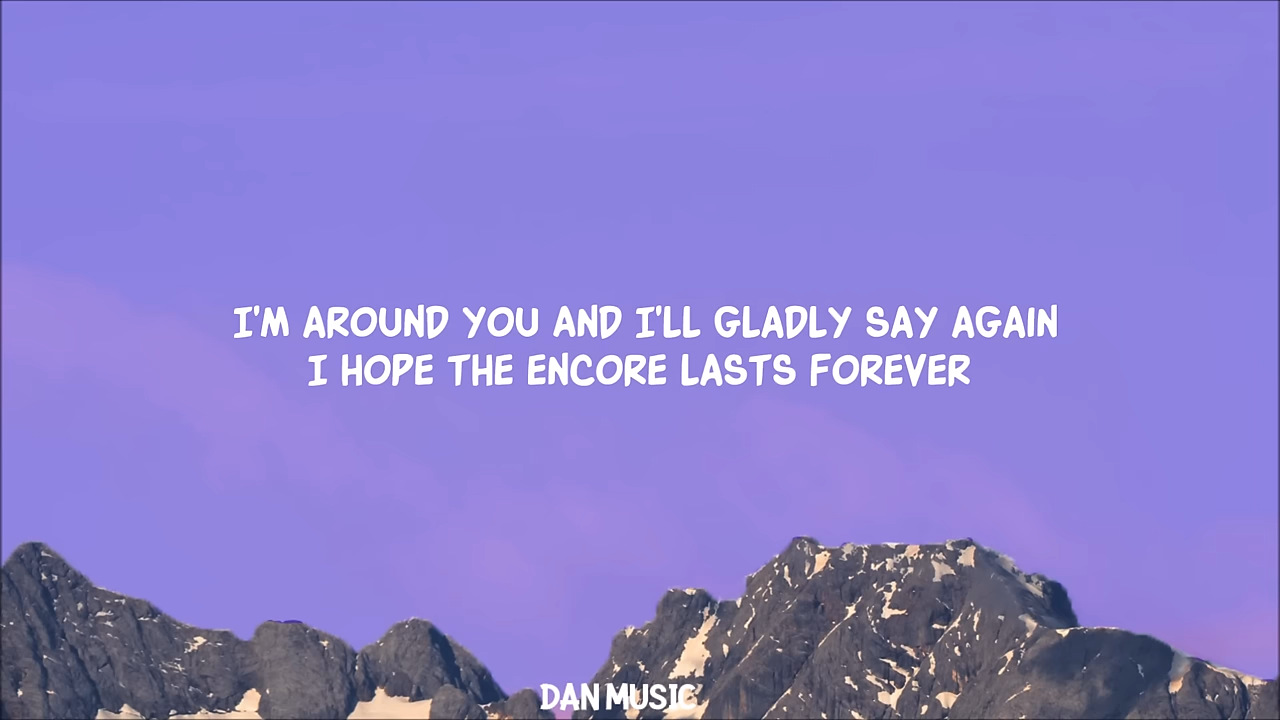 I'M AROUND YOU AND I'LL GLADLY SAY AGAIN
I HOPE THE ENCORE LASTS FOREVER
DAN MUSIC